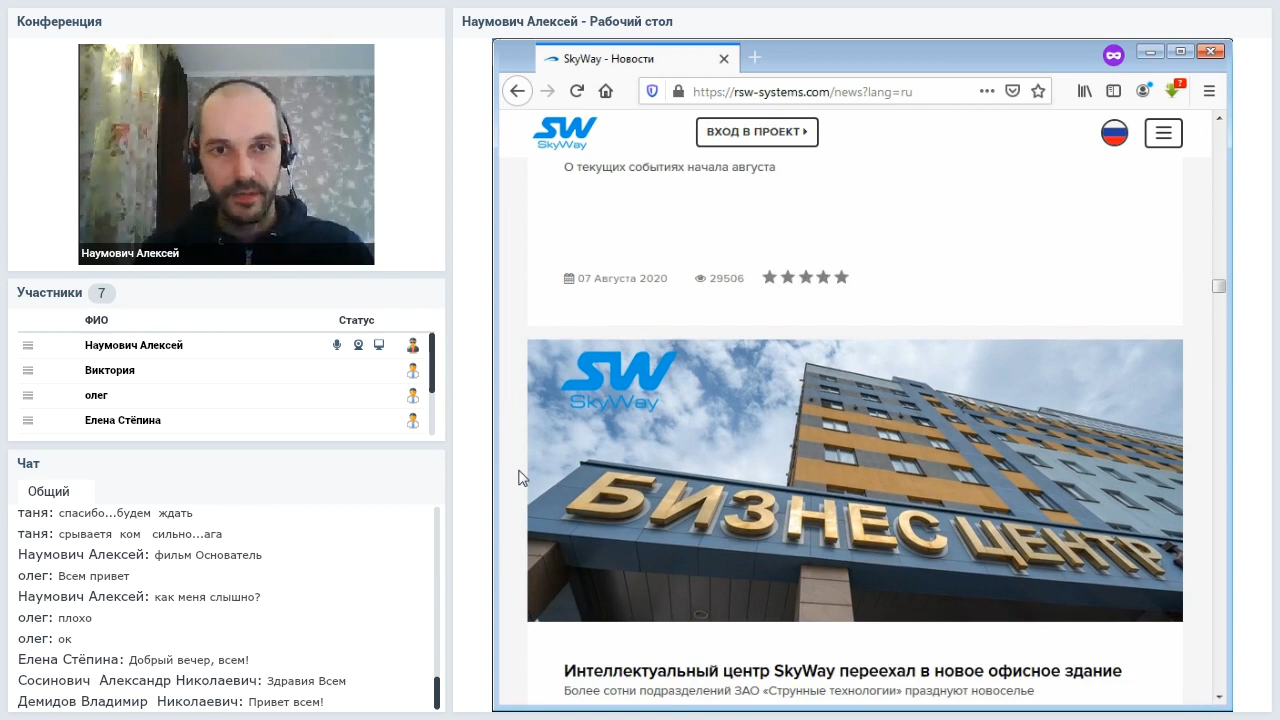 Конференция
Наумович Алексей
Участники 7
ФИО Статус
Наумович Алексей
Виктория
олег
Елена Стёпина
Чат
Общий
таня: спасибо...будем ждать
таня: срываетя ком сильно...ага
Наумович Алексей: фильм Основатель
олег: Всем привет
Наумович Алексей: как меня слышно?
олег: плохо
олег: ок
Елена Стёпина: Добрый вечер, всем!
Сосинович Александр Николаевич: Здравия Всем
Демидов Владимир Николаевич: Привет всем!
Наумович Алексей - Рабочий стол
SkyWay - Новости
https://rsw-systems.com/news?lang=ru
?
SW
SkyWay
ВХОД В ПРОЕКТ
О текущих событиях начала августа
07 Августа 2020 29506
SW
SkyWay
БИЗНЕС ЦЕНТР
Интеллектуальный центр SkyWay переехал в новое офисное здание
Более сотни подразделений ЗАО «Струнные технологии» празднуют новоселье